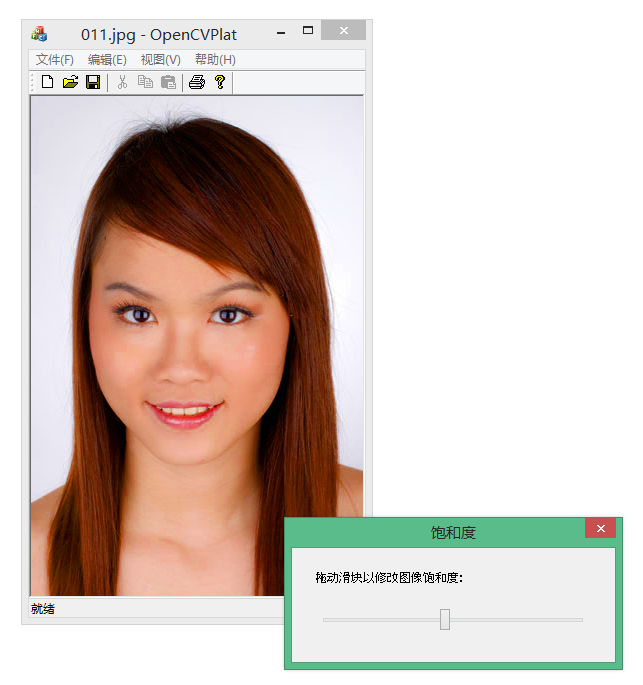 011.jpg - OpenCVPlat
文件(F) 编辑(E) 视图(V) 帮助(H)
就绪
饱和度
拖动滑块以修改图像饱和度: